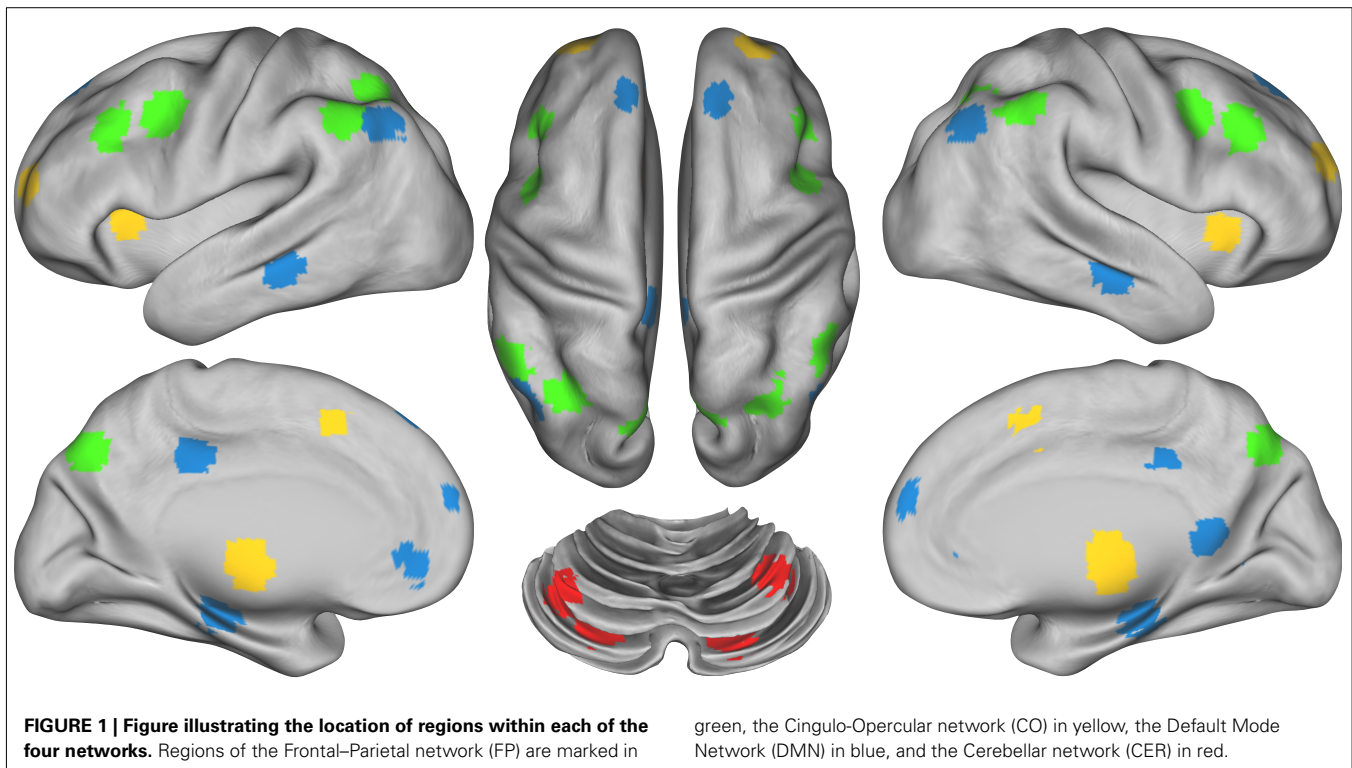 FIGURE 1 | Figure illustrating the location of regions within each of the
four networks. Regions of the Frontal–Parietal network (FP) are marked in
green, the Cingulo-Opercular network (CO) in yellow, the Default Mode
Network (DMN) in blue, and the Cerebellar network (CER) in red.